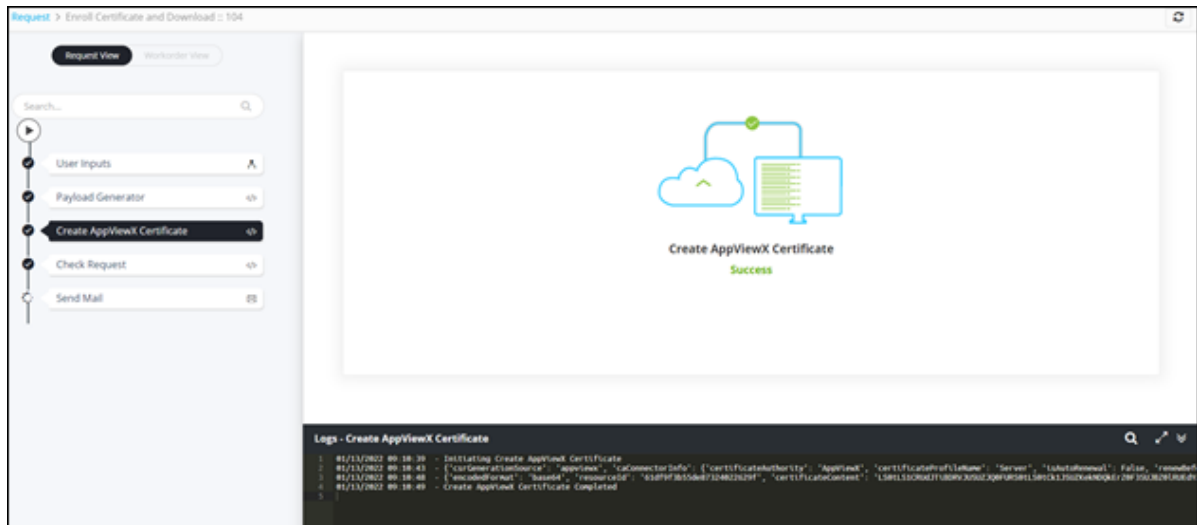 Request > Enroll Certificate and Download :: 104
Request View
Workorder View
Search...
User Inputs
Payload Generator
Create AppViewX Certificate
Check Request
Send Mail
Create AppViewX Certificate
Success
Logs - Create AppViewX Certificate
1 01/13/2022 09:10:39 - Initiating Create AppViewX Certificate
2 01/13/2022 09:10:43 - {'csrGenerationSource': 'appviewx', 'caConnectorInfo': {'certificateAuthority': 'AppViewX', 'certificateProfileName': 'Server', 'isAutoRenewal': False,
3 01/13/2022 09:10:48 - {'encodedFormat': 'base64', 'resourceId': 'certificateContent':
4 01/13/2022 09:10:49 - Create AppViewX Certificate Completed
5